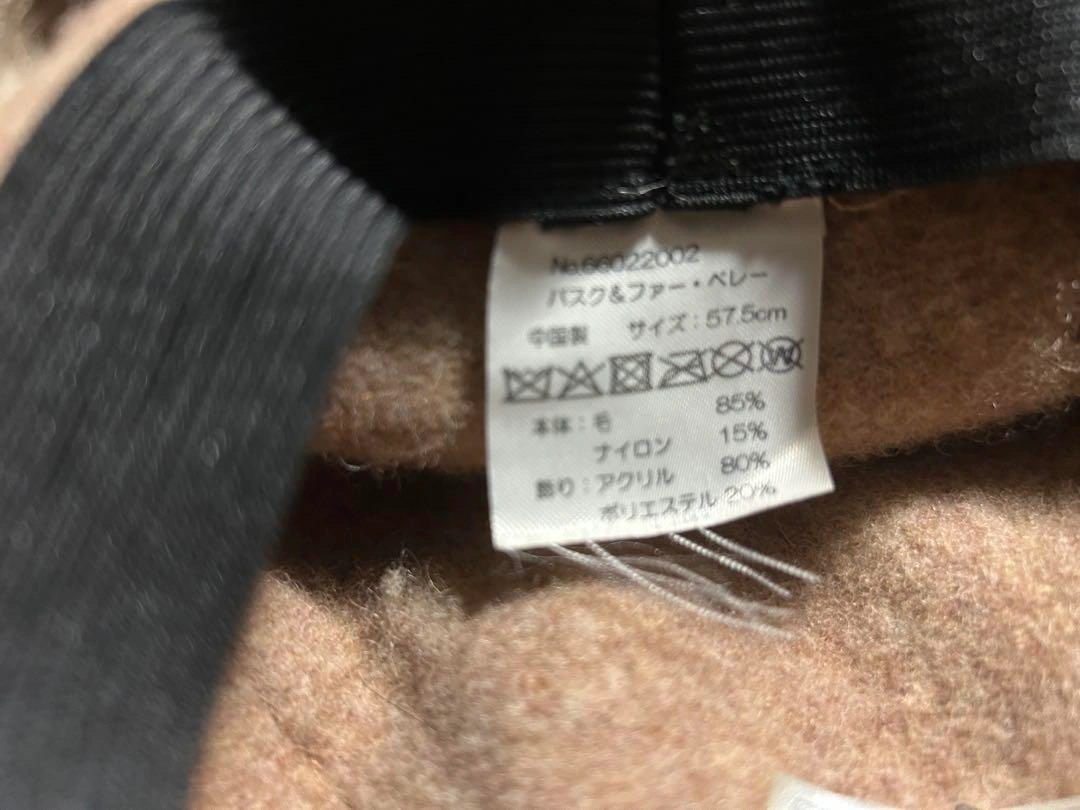 No.66022002
バスク&ファー・ベレー
中国製 サイズ:57.5cm
本体:毛 85%
ナイロン 15%
飾り:アクリル 80%
ポリエステル 20%